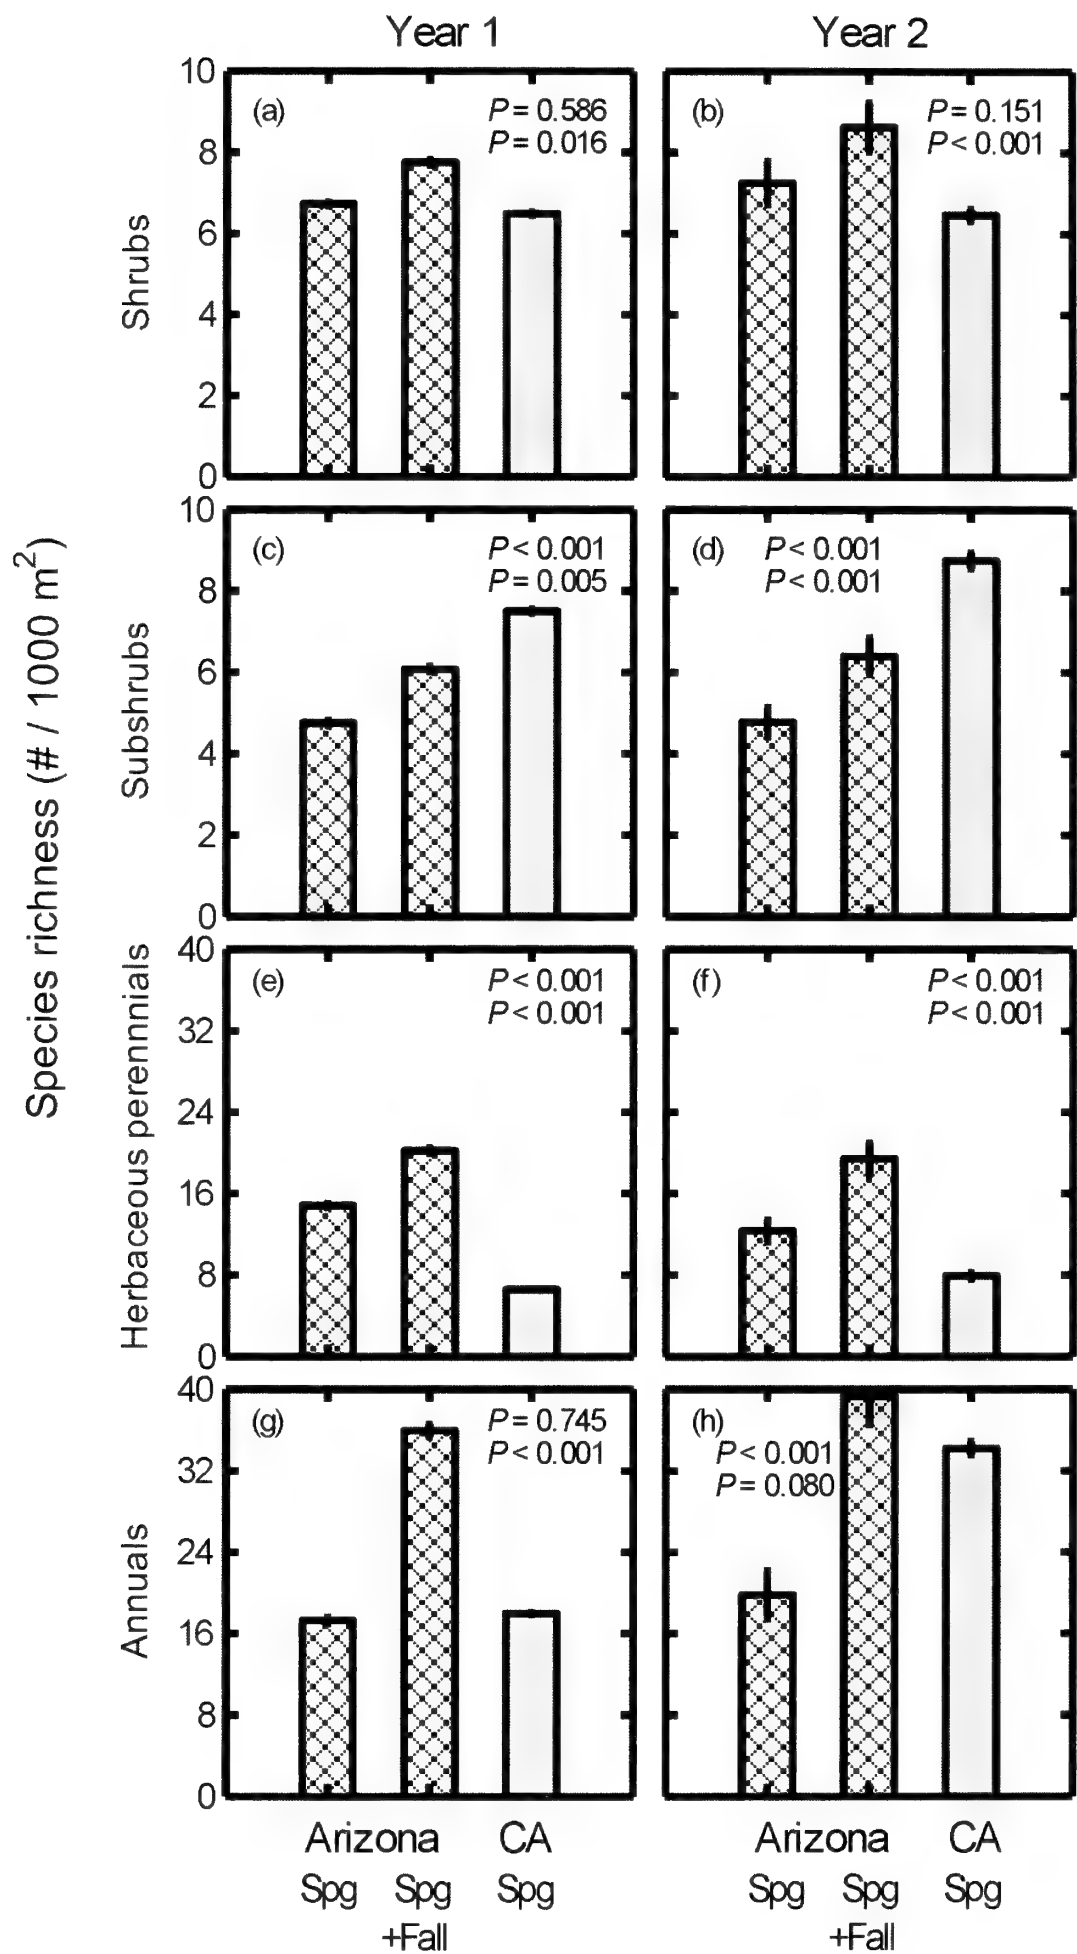 Year 1
Year 2
Species richness (# / 1000 m²)
Shrubs
10
8
6
4
2
0
(a)
P = 0.586
P = 0.016
(b)
P = 0.151
P < 0.001
Subshrubs
10
8
6
4
2
0
(c)
P < 0.001
P = 0.005
(d)
P < 0.001
P < 0.001
Herbaceous perennnials
40
32
24
16
8
0
(e)
P < 0.001
P < 0.001
(f)
P < 0.001
P < 0.001
Annuals
40
32
24
16
8
0
(g)
P = 0.745
P < 0.001
(h)
P < 0.001
P = 0.080
Arizona CA
Spg Spg Spg
+Fall
Arizona CA
Spg Spg Spg
+Fall